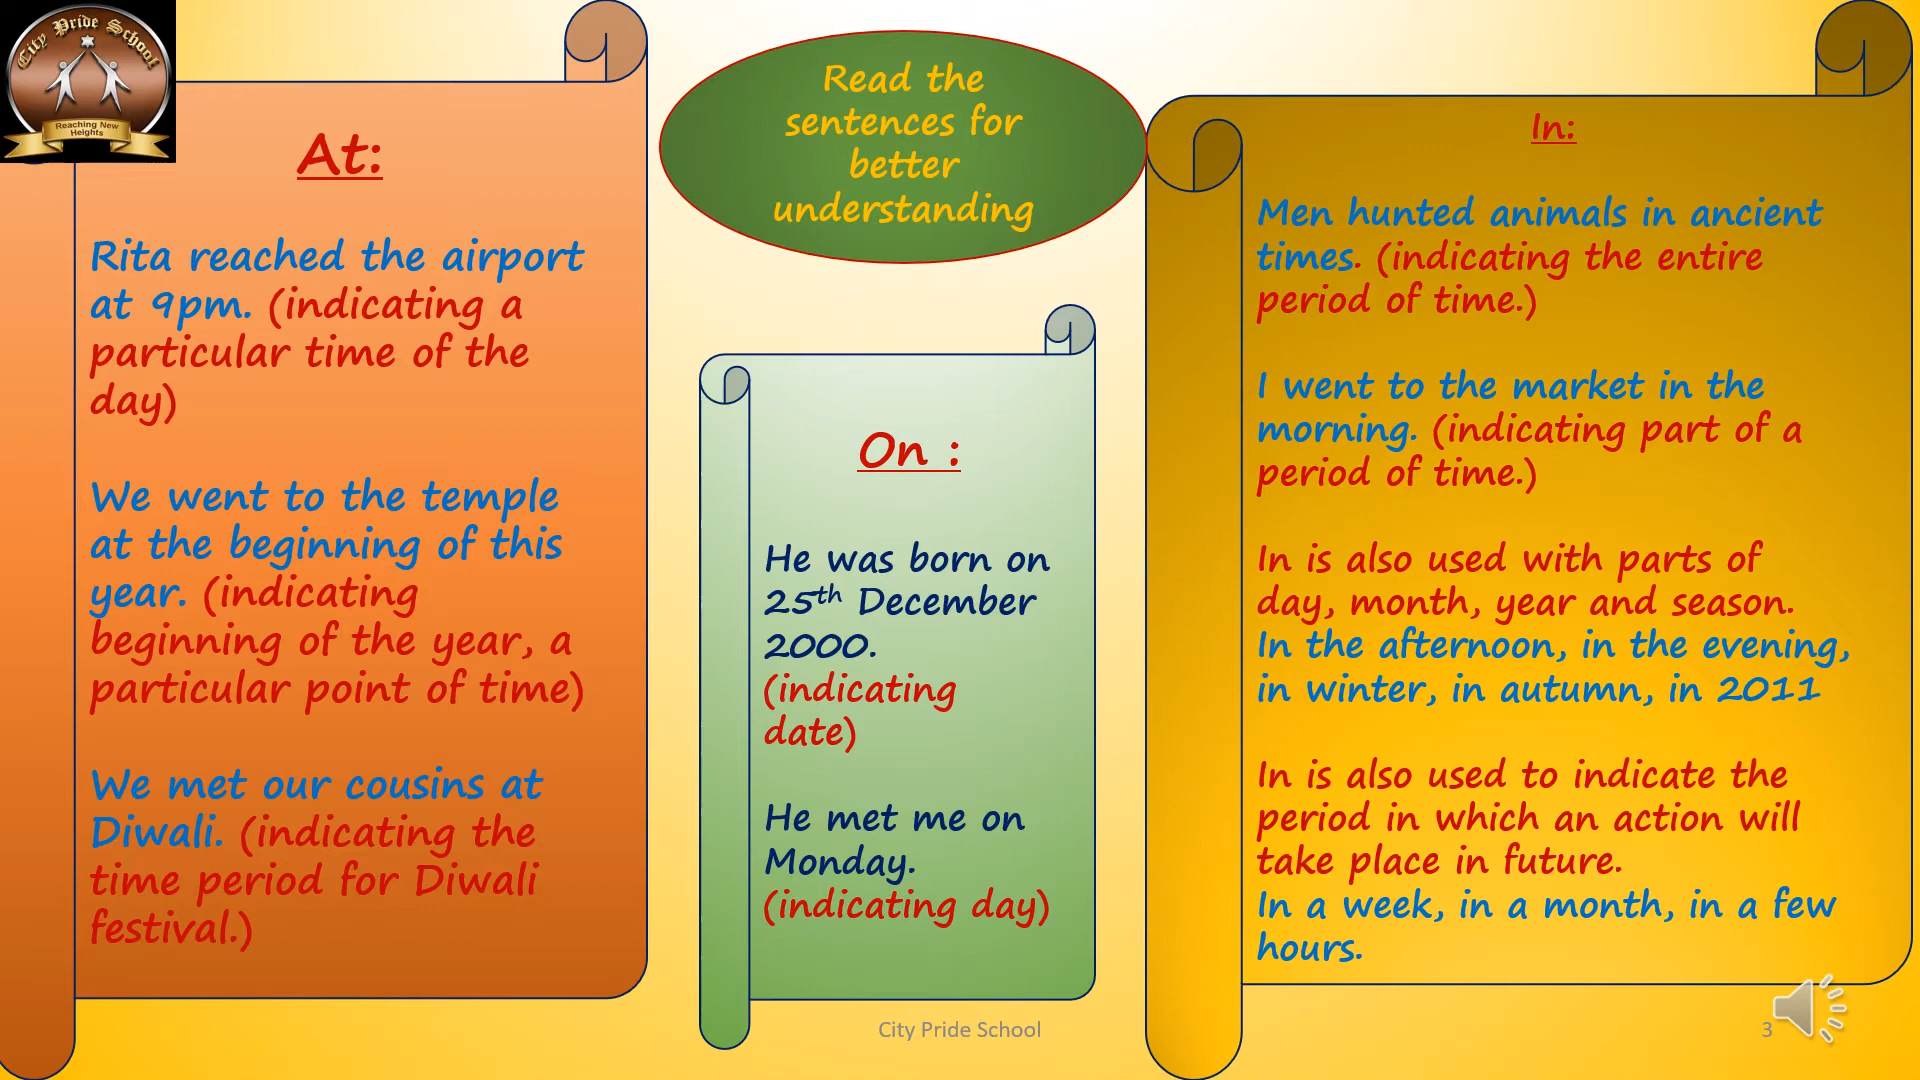 City Pride School
Reaching New
Heights
At:
Rita reached the airport
at 9pm. (indicating a
particular time of the
day)
We went to the temple
at the beginning of this
year. (indicating
beginning of the year, a
particular point of time)
We met our cousins at
Diwali. (indicating the
time period for Diwali
festival.)
Read the
sentences for
better
understanding
On :
He was born on
25th December
2000.
(indicating
date)
He met me on
Monday.
(indicating day)
In:
Men hunted animals in ancient
times. (indicating the entire
period of time.)
I went to the market in the
morning. (indicating part of a
period of time.)
In is also used with parts of
day, month, year and season.
In the afternoon, in the evening,
in winter, in autumn, in 2011
In is also used to indicate the
period in which an action will
take place in future.
In a week, in a month, in a few
hours.
City Pride School
3